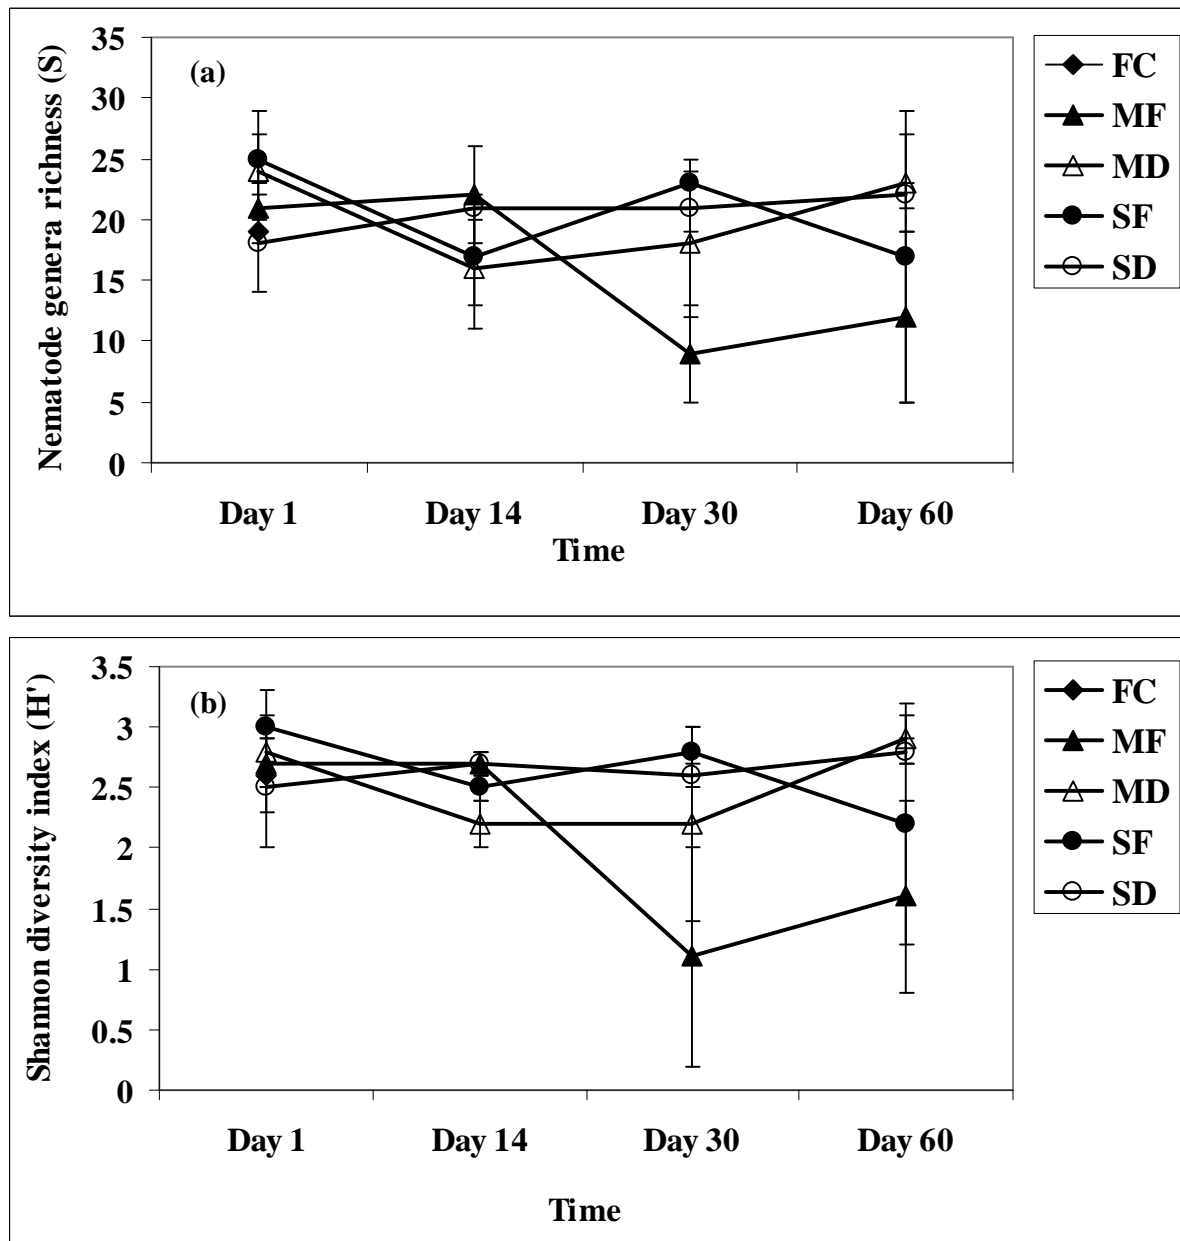 35
30
25
20
15
10
5
0
Nematode genera richness (S)
(a)
Day 1 Day 14 Day 30 Day 60
Time
FC
MF
MD
SF
SD
3.5
3
2.5
2
1.5
1
0.5
0
Shannon diversity index (H')
(b)
Day 1 Day 14 Day 30 Day 60
Time
FC
MF
MD
SF
SD